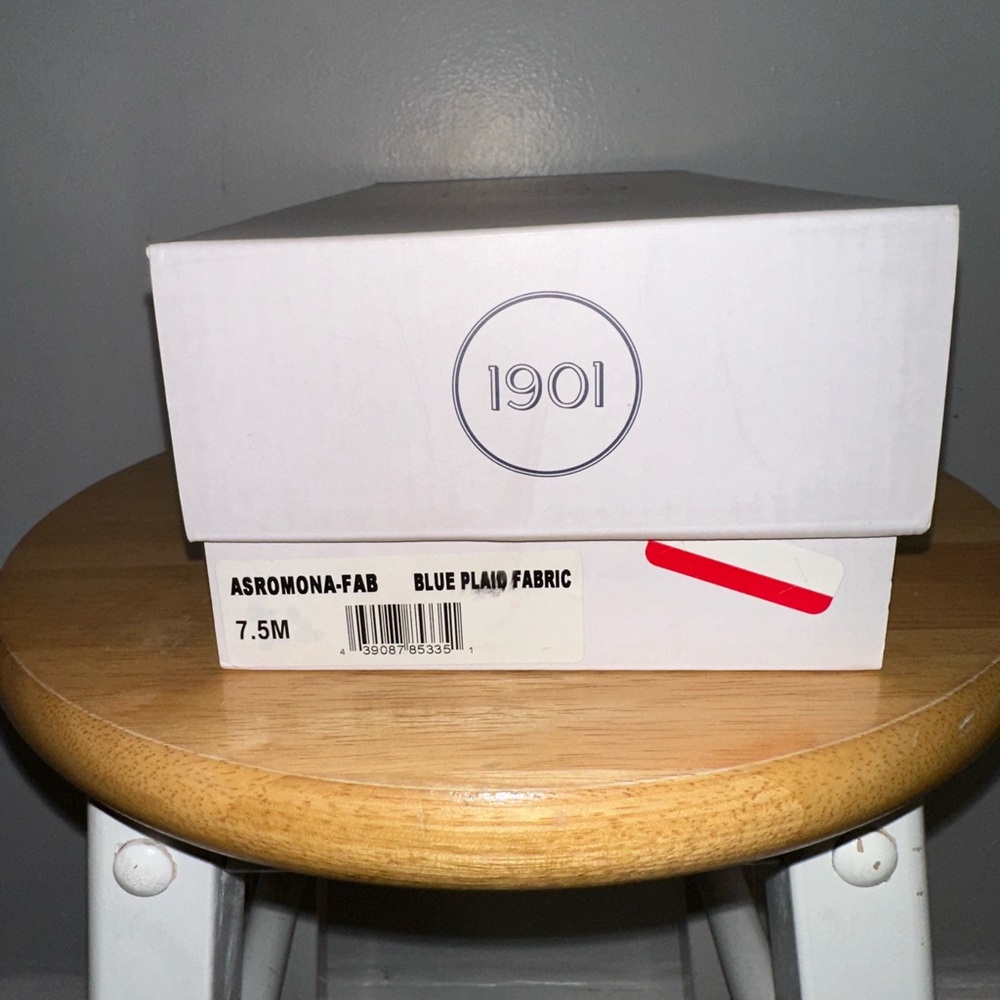 1901
ASROMONA-FAB BLUE PLAID FABRIC
7.5M
4 39087 85335 1